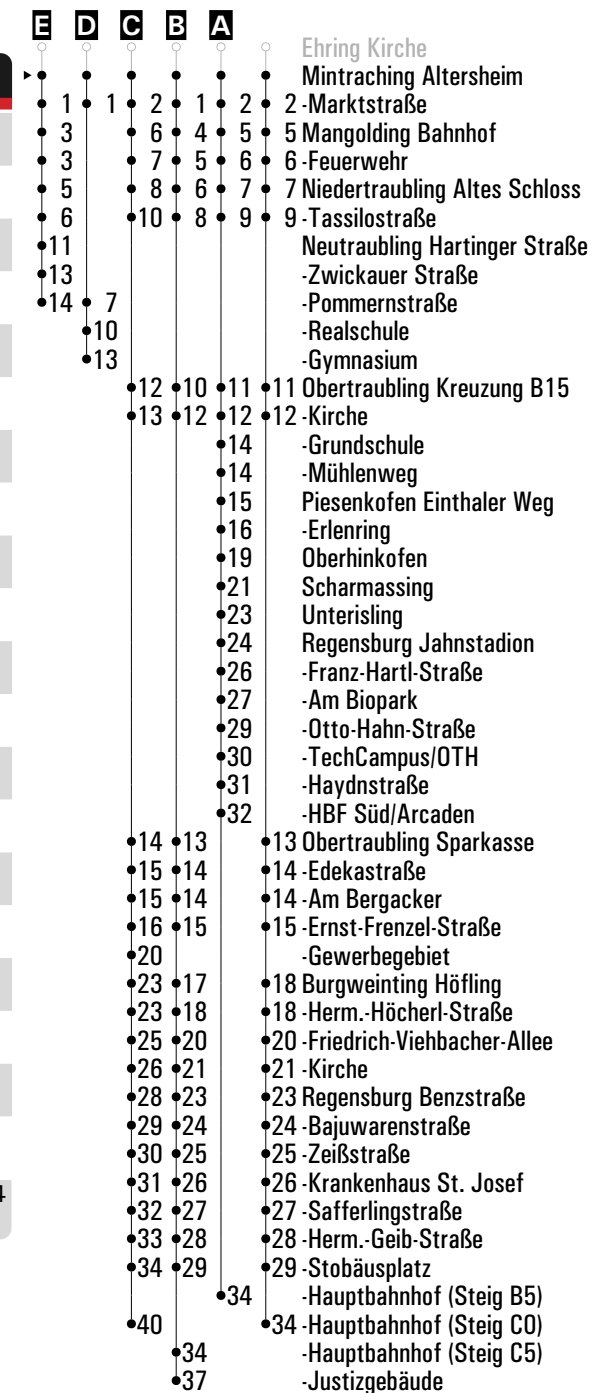 E D C B A
Ehring Kirche
Mintraching Altersheim
1 1 2 1 2 2 -Marktstraße
3 6 4 5 5 Mangolding Bahnhof
3 7 5 6 6 -Feuerwehr
5 8 6 7 7 Niedertraubling Altes Schloss
6 10 8 9 9 -Tassilostraße
11 Neutraubling Hartinger Straße
13 -Zwickauer Straße
14 7 -Pommernstraße
10 -Realschule
13 -Gymnasium
12 10 11 11 Obertraubling Kreuzung B15
13 12 12 12 -Kirche
14 -Grundschule
14 -Mühlenweg
15 Piesenkofen Einthaler Weg
16 -Erlenring
19 Oberhinkofen
21 Scharmassing
23 Unterisling
24 Regensburg Jahnstadion
26 -Franz-Hartl-Straße
27 -Am Biopark
29 -Otto-Hahn-Straße
30 -TechCampus/OTH
31 -Haydnstraße
32 -HBF Süd/Arcaden
14 13 13 Obertraubling Sparkasse
15 14 14 -Edekastraße
15 14 14 -Am Bergacker
16 15 15 -Ernst-Frenzel-Straße
20 -Gewerbegebiet
23 17 18 Burgweinting Höfling
23 18 18 -Herm.-Höcherl-Straße
25 20 20 -Friedrich-Viehbacher-Allee
26 21 21 -Kirche
28 23 23 Regensburg Benzstraße
29 24 24 -Bajuwarenstraße
30 25 25 -Zeißstraße
31 26 26 -Krankenhaus St. Josef
32 27 27 -Safferlingstraße
33 28 28 -Herm.-Geib-Straße
34 29 29 -Stobäusplatz
34 -Hauptbahnhof (Steig B5)
40 34 -Hauptbahnhof (Steig C0)
34 -Hauptbahnhof (Steig C5)
37 -Justizgebäude